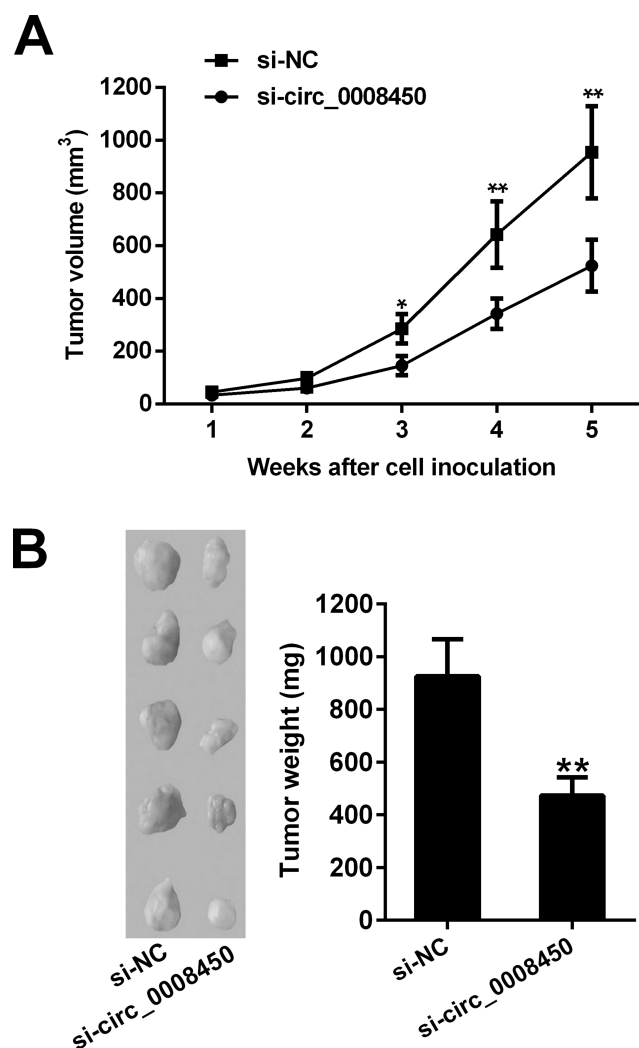 A
si-NC
si-circ_0008450
Tumor volume (mm³)
1200
1000
800
600
400
200
0
*
**
**
1 2 3 4 5
Weeks after cell inoculation
B
si-NC
si-circ_0008450
Tumor weight (mg)
1200
1000
800
600
400
200
0
**
si-NC
si-circ_0008450